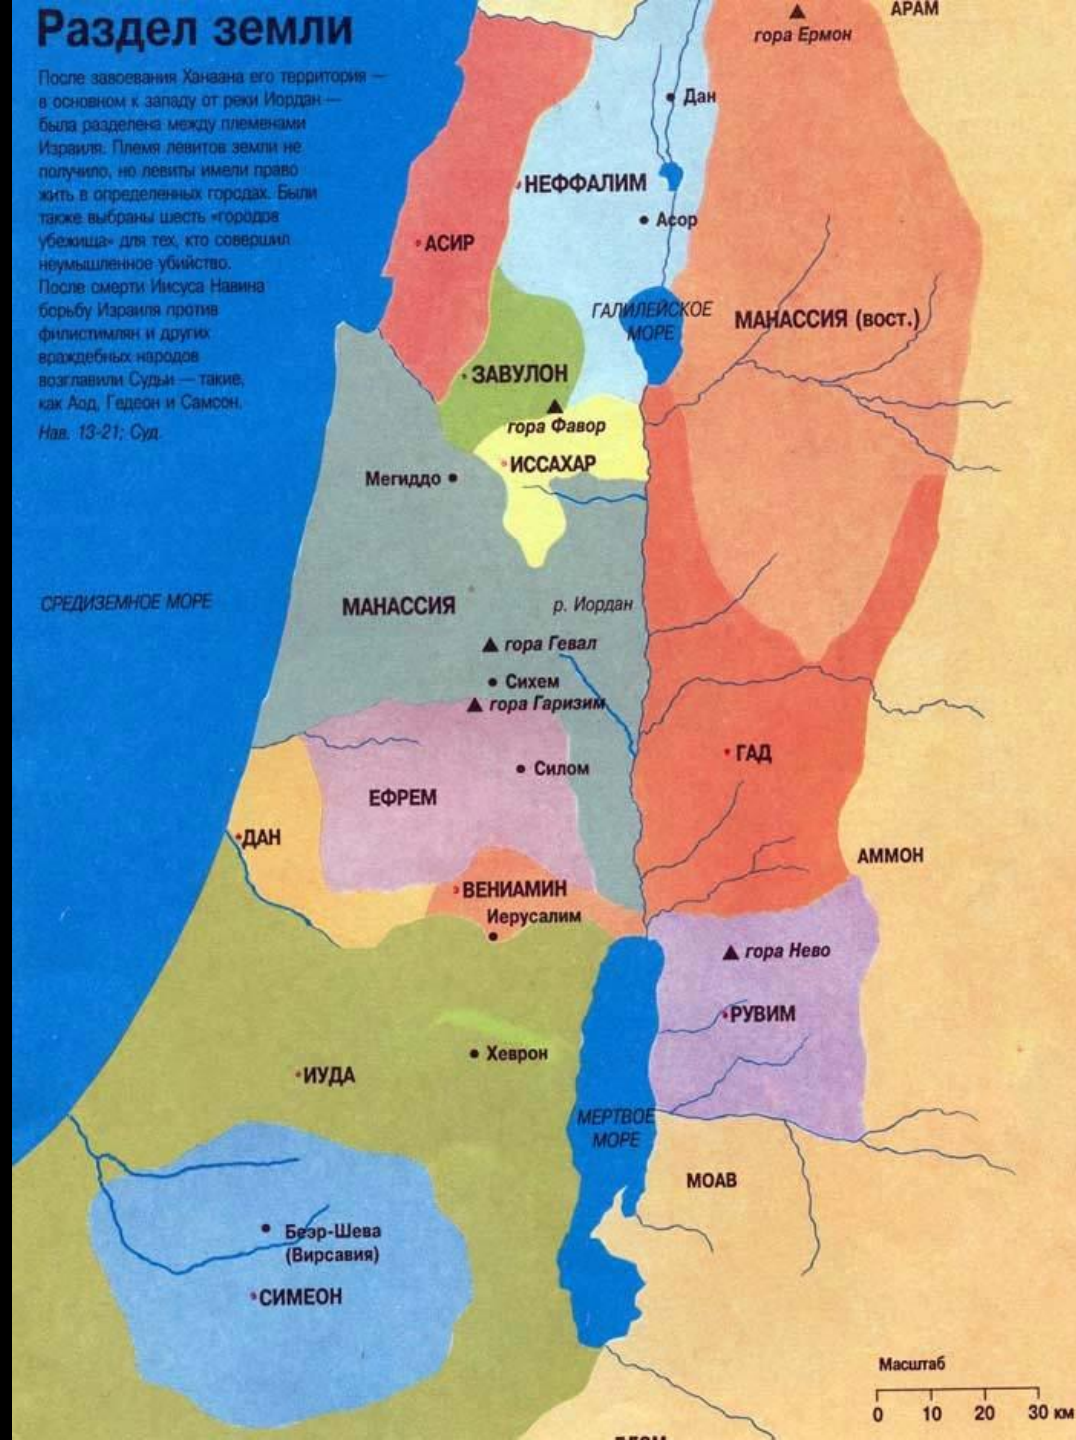 Раздел земли
После завоевания Ханаана его территория —
в основном к западу от реки Иордан —
была разделена между племенами
Израиля. Племя левитов земли не
получило, но левиты имели право
жить в определенных городах. Были
также выбраны шесть «городов
убежища» для тех, кто совершил
неумышленное убийство.
После смерти Иисуса Навина
борьбу Израиля против
филистимлян и других
враждебных народов
возглавили Судьи — такие,
как Аод, Гедеон и Самсон.
Нав. 13-21; Суд.
АРАМ
гора Ермон
Дан
НЕФФАЛИМ
Асор
АСИР
ГАЛИЛЕЙСКОЕ
МОРЕ
МАНАССИЯ (вост.)
ЗАВУЛОН
гора Фавор
ИССАХАР
Мегиддо
СРЕДИЗЕМНОЕ МОРЕ
МАНАССИЯ
р. Иордан
гора Гевал
Сихем
гора Гаризим
ГАД
Силом
ЕФРЕМ
ДАН
АММОН
ВЕНИАМИН
Иерусалим
гора Нево
РУВИМ
Хеврон
ИУДА
МЕРТВОЕ
МОРЕ
МОАВ
Беэр-Шева
(Вирсавия)
СИМЕОН
Масштаб
0 10 20 30 км